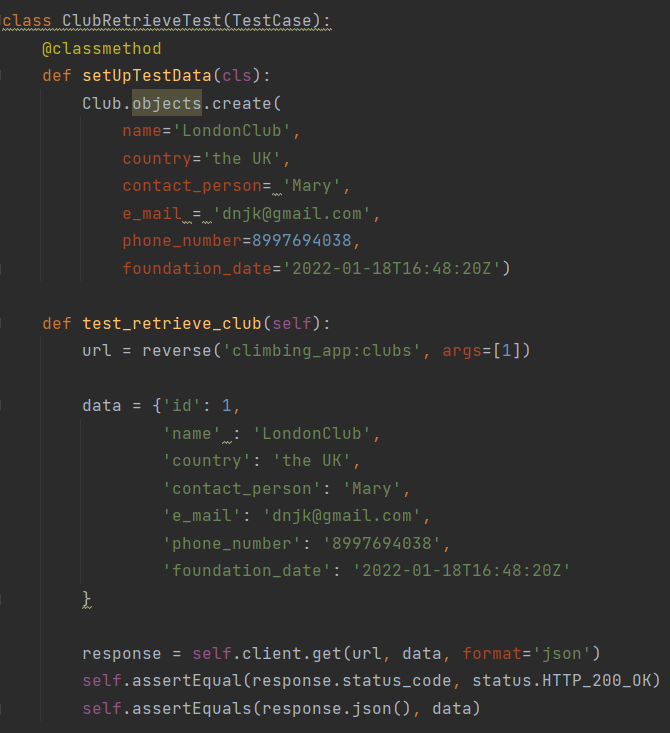 class ClubRetrieveTest(TestCase):
    @classmethod
    def setUpTestData(cls):
        Club.objects.create(
            name='LondonClub',
            country='the UK',
            contact_person= 'Mary',
            e_mail = 'dnjk@gmail.com',
            phone_number=8997694038,
            foundation_date='2022-01-18T16:48:20Z')

    def test_retrieve_club(self):
        url = reverse('climbing_app:clubs', args=[1])

        data = {'id': 1,
                'name' : 'LondonClub',
                'country': 'the UK',
                'contact_person': 'Mary',
                'e_mail': 'dnjk@gmail.com',
                'phone_number': '8997694038',
                'foundation_date': '2022-01-18T16:48:20Z'
        }

        response = self.client.get(url, data, format='json')
        self.assertEqual(response.status_code, status.HTTP_200_OK)
        self.assertEquals(response.json(), data)